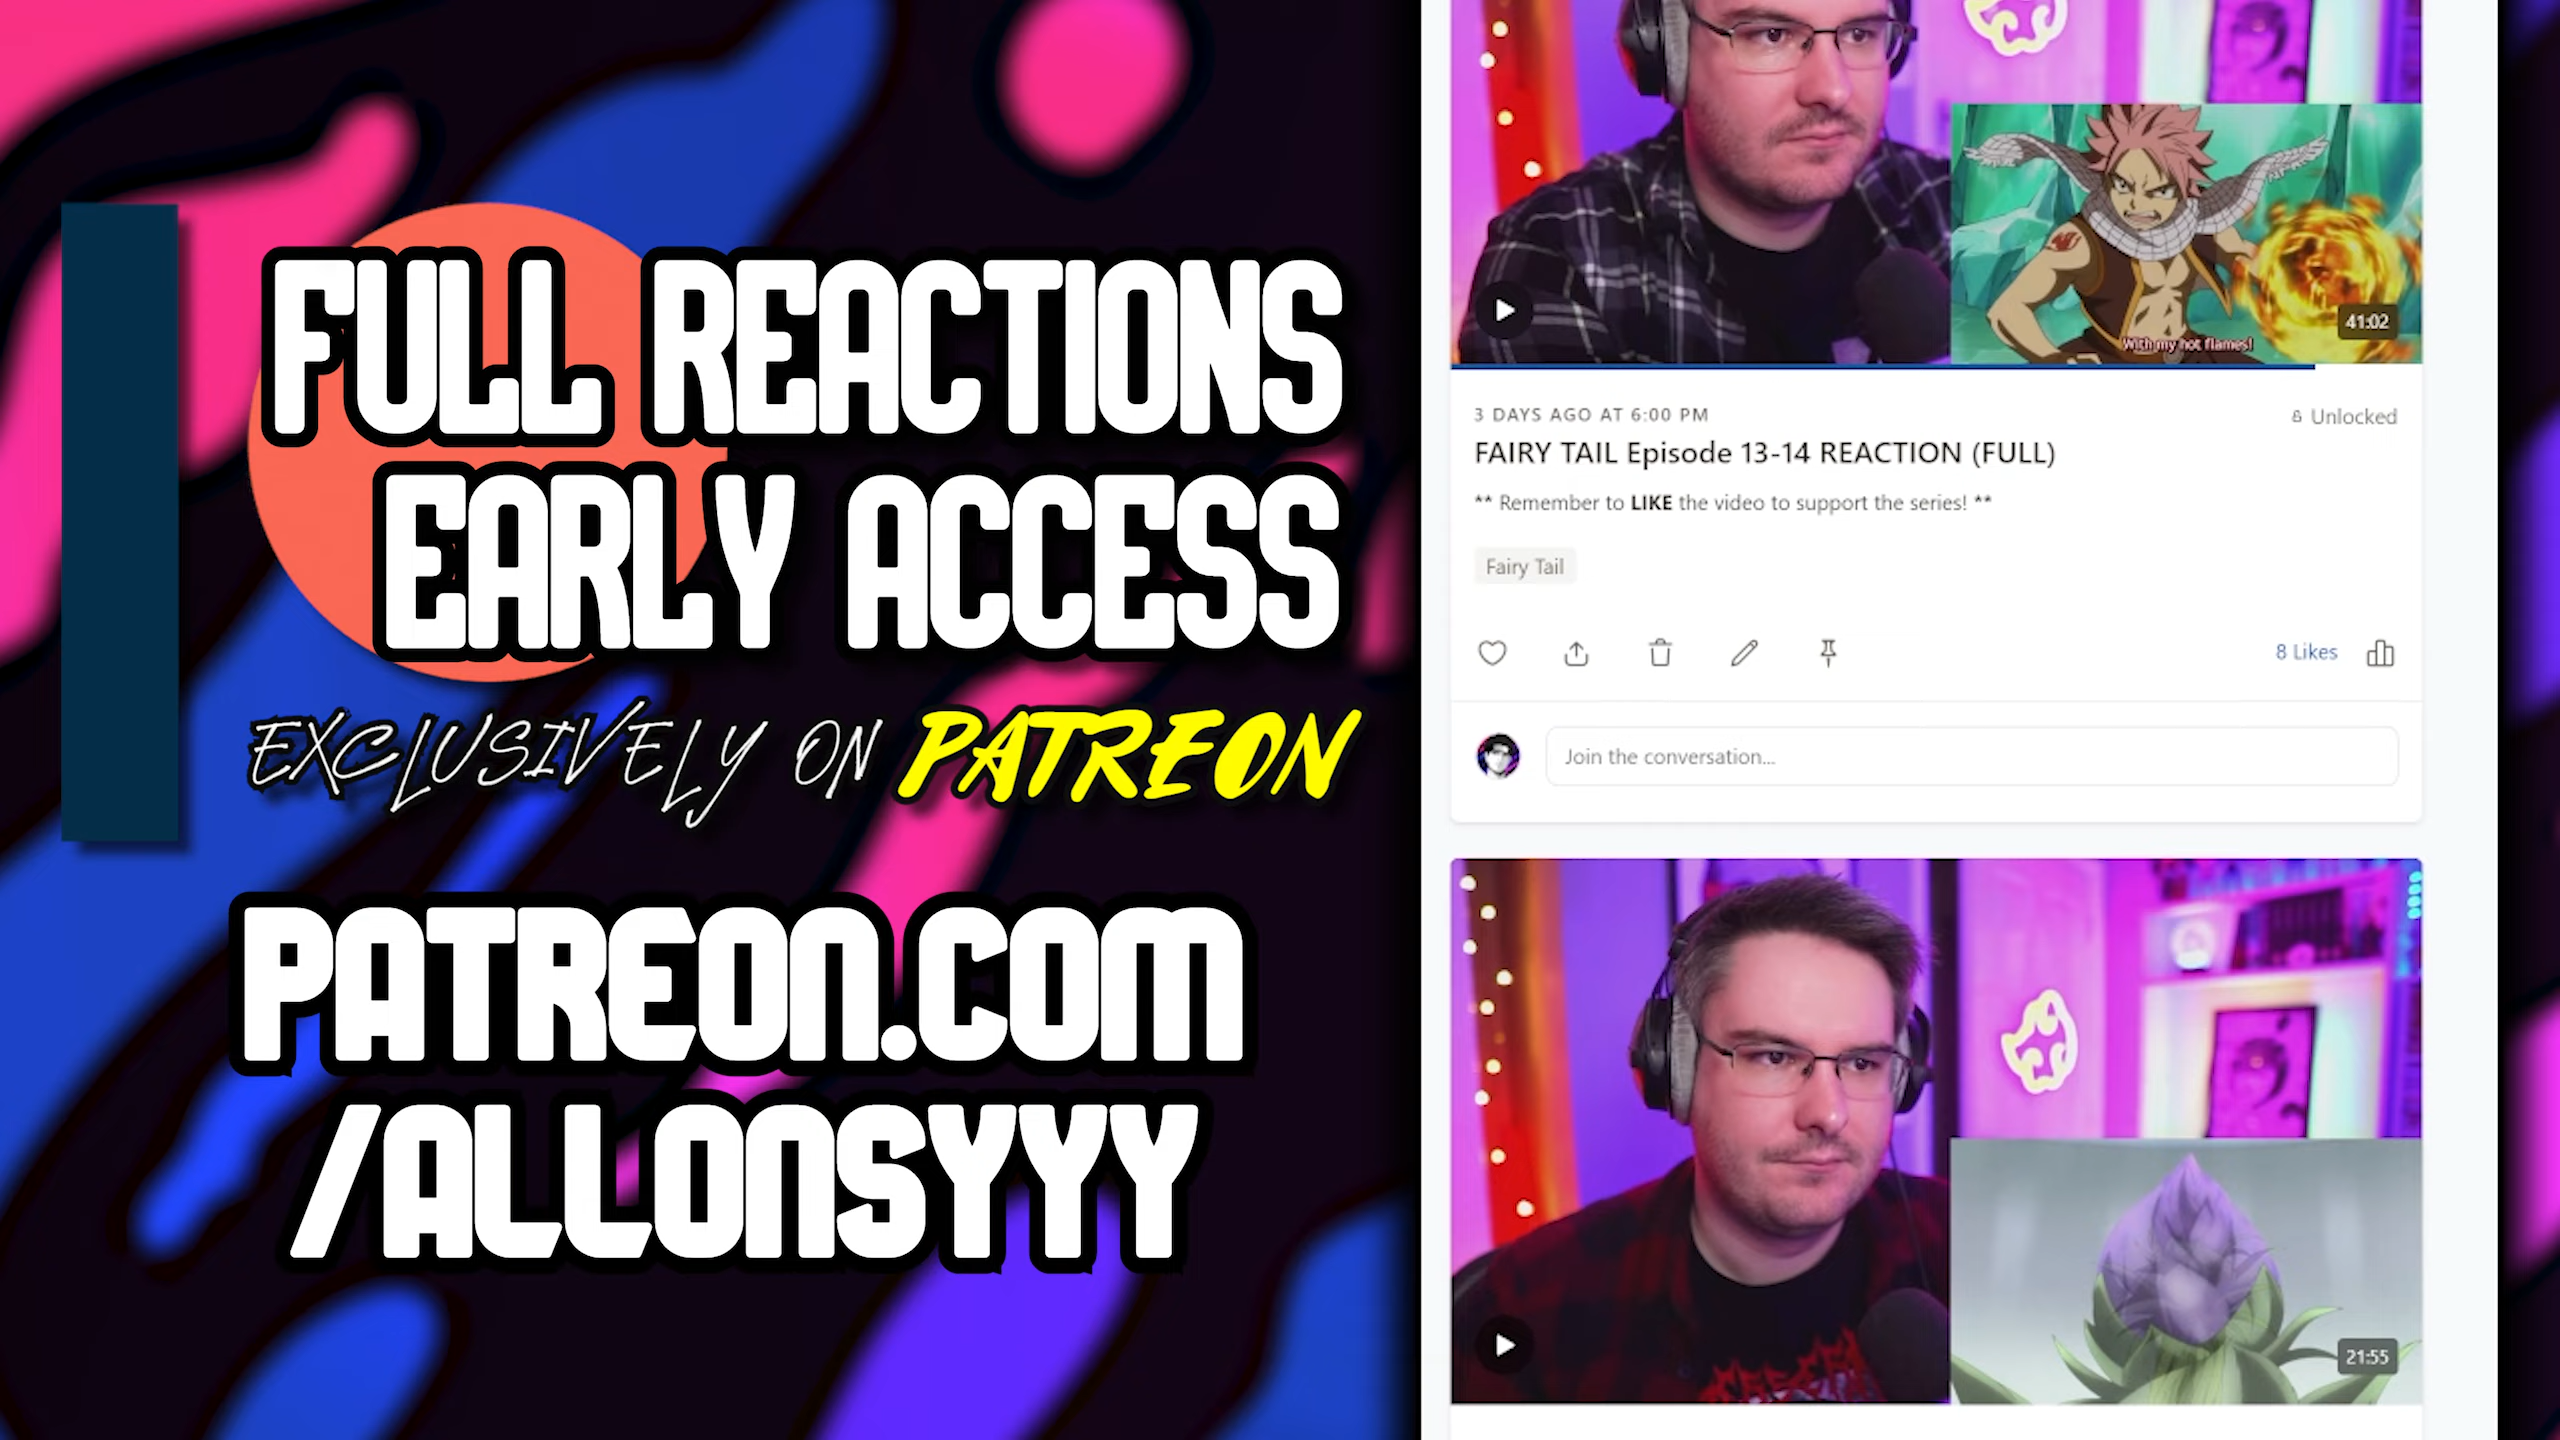 FULL REACTIONS
EARLY ACCESS
EXCLUSIVELY ON PATREON
PATREON.COM
/ALLONSYYY
With my hot flames!
41:02
3 DAYS AGO AT 6:00 PM
Unlocked
FAIRY TAIL Episode 13-14 REACTION (FULL)
** Remember to LIKE the video to support the series! **
Fairy Tail
8 Likes
Join the conversation...
21:55